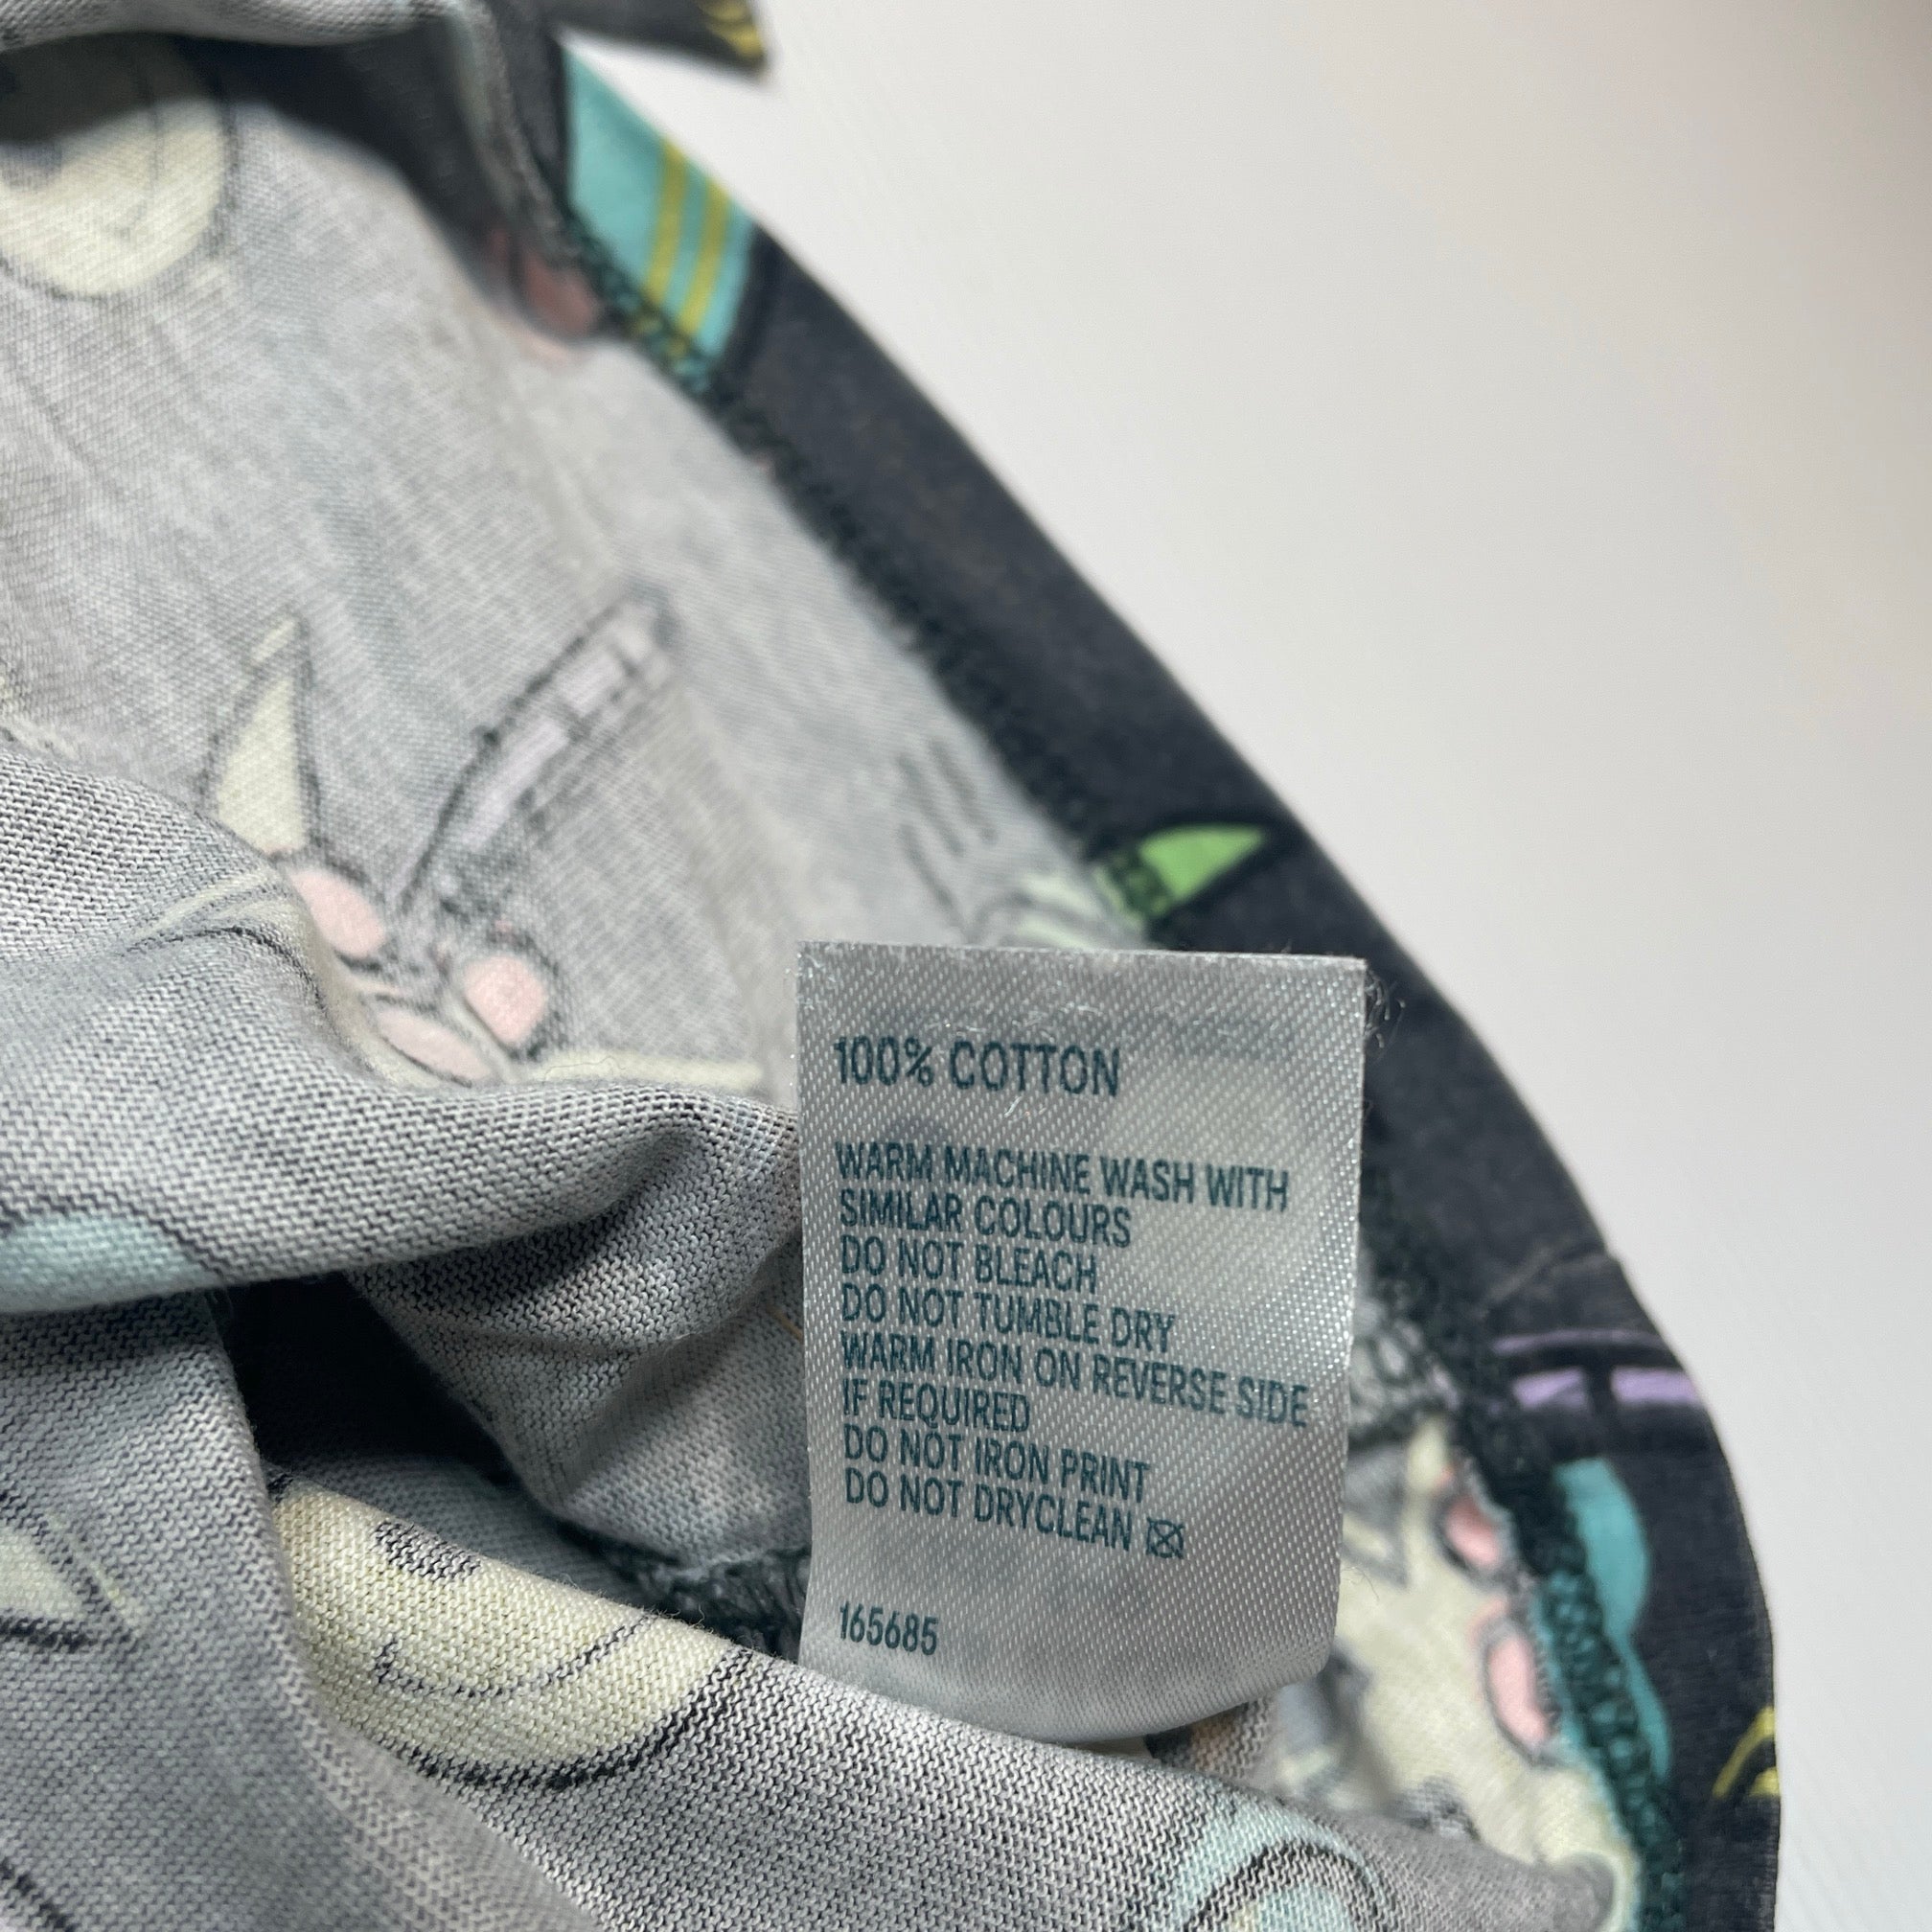 100% COTTON
WARM MACHINE WASH WITH
SIMILAR COLOURS
DO NOT BLEACH
DO NOT TUMBLE DRY
WARM IRON ON REVERSE SIDE
IF REQUIRED
DO NOT IRON PRINT
DO NOT DRYCLEAN
165685